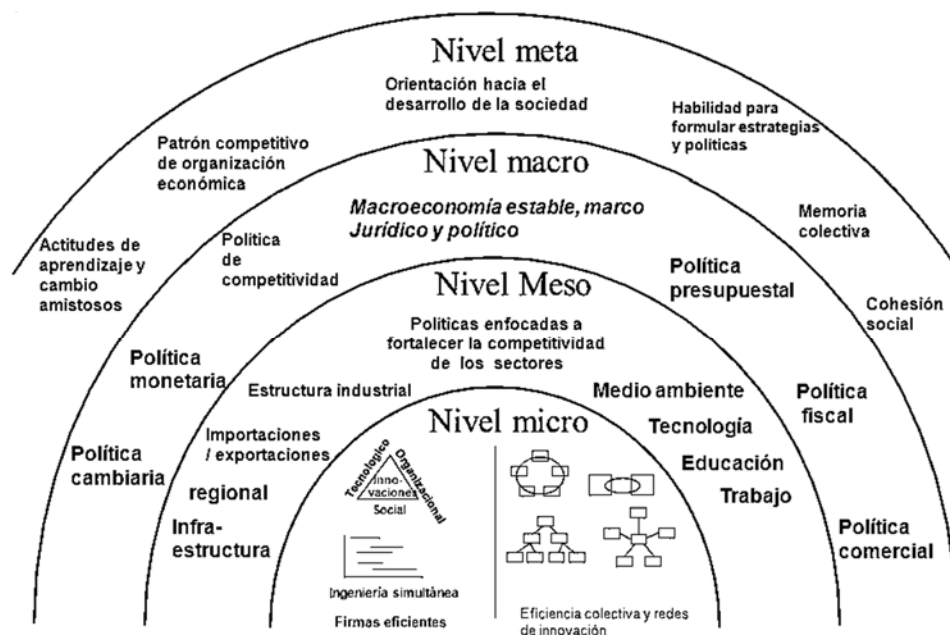 Nivel meta
Orientación hacia el
desarrollo de la sociedad
Habilidad para
formular estrategias
y políticas
Patrón competitivo
de organización
económica
Memoria
colectiva
Actitudes de
aprendizaje y
cambio
amistosos
Cohesión
social
Nivel macro
Macroeconomía estable, marco
Jurídico y político
Política
de
competitividad
Política
presupuestal
Política
monetaria
Política
fiscal
Política
cambiaria
Política
comercial
Nivel Meso
Políticas enfocadas a
fortalecer la competitividad
de los sectores
Estructura industrial
Medio ambiente
Importaciones
/ exportaciones
Tecnología
Educación
regional
Trabajo
Infra-
estructura
Nivel micro
Tecnologico
Organizacional
Inno-
vaciones
Social
Ingeniería simultánea
Firmas eficientes
Eficiencia colectiva y redes
de innovación